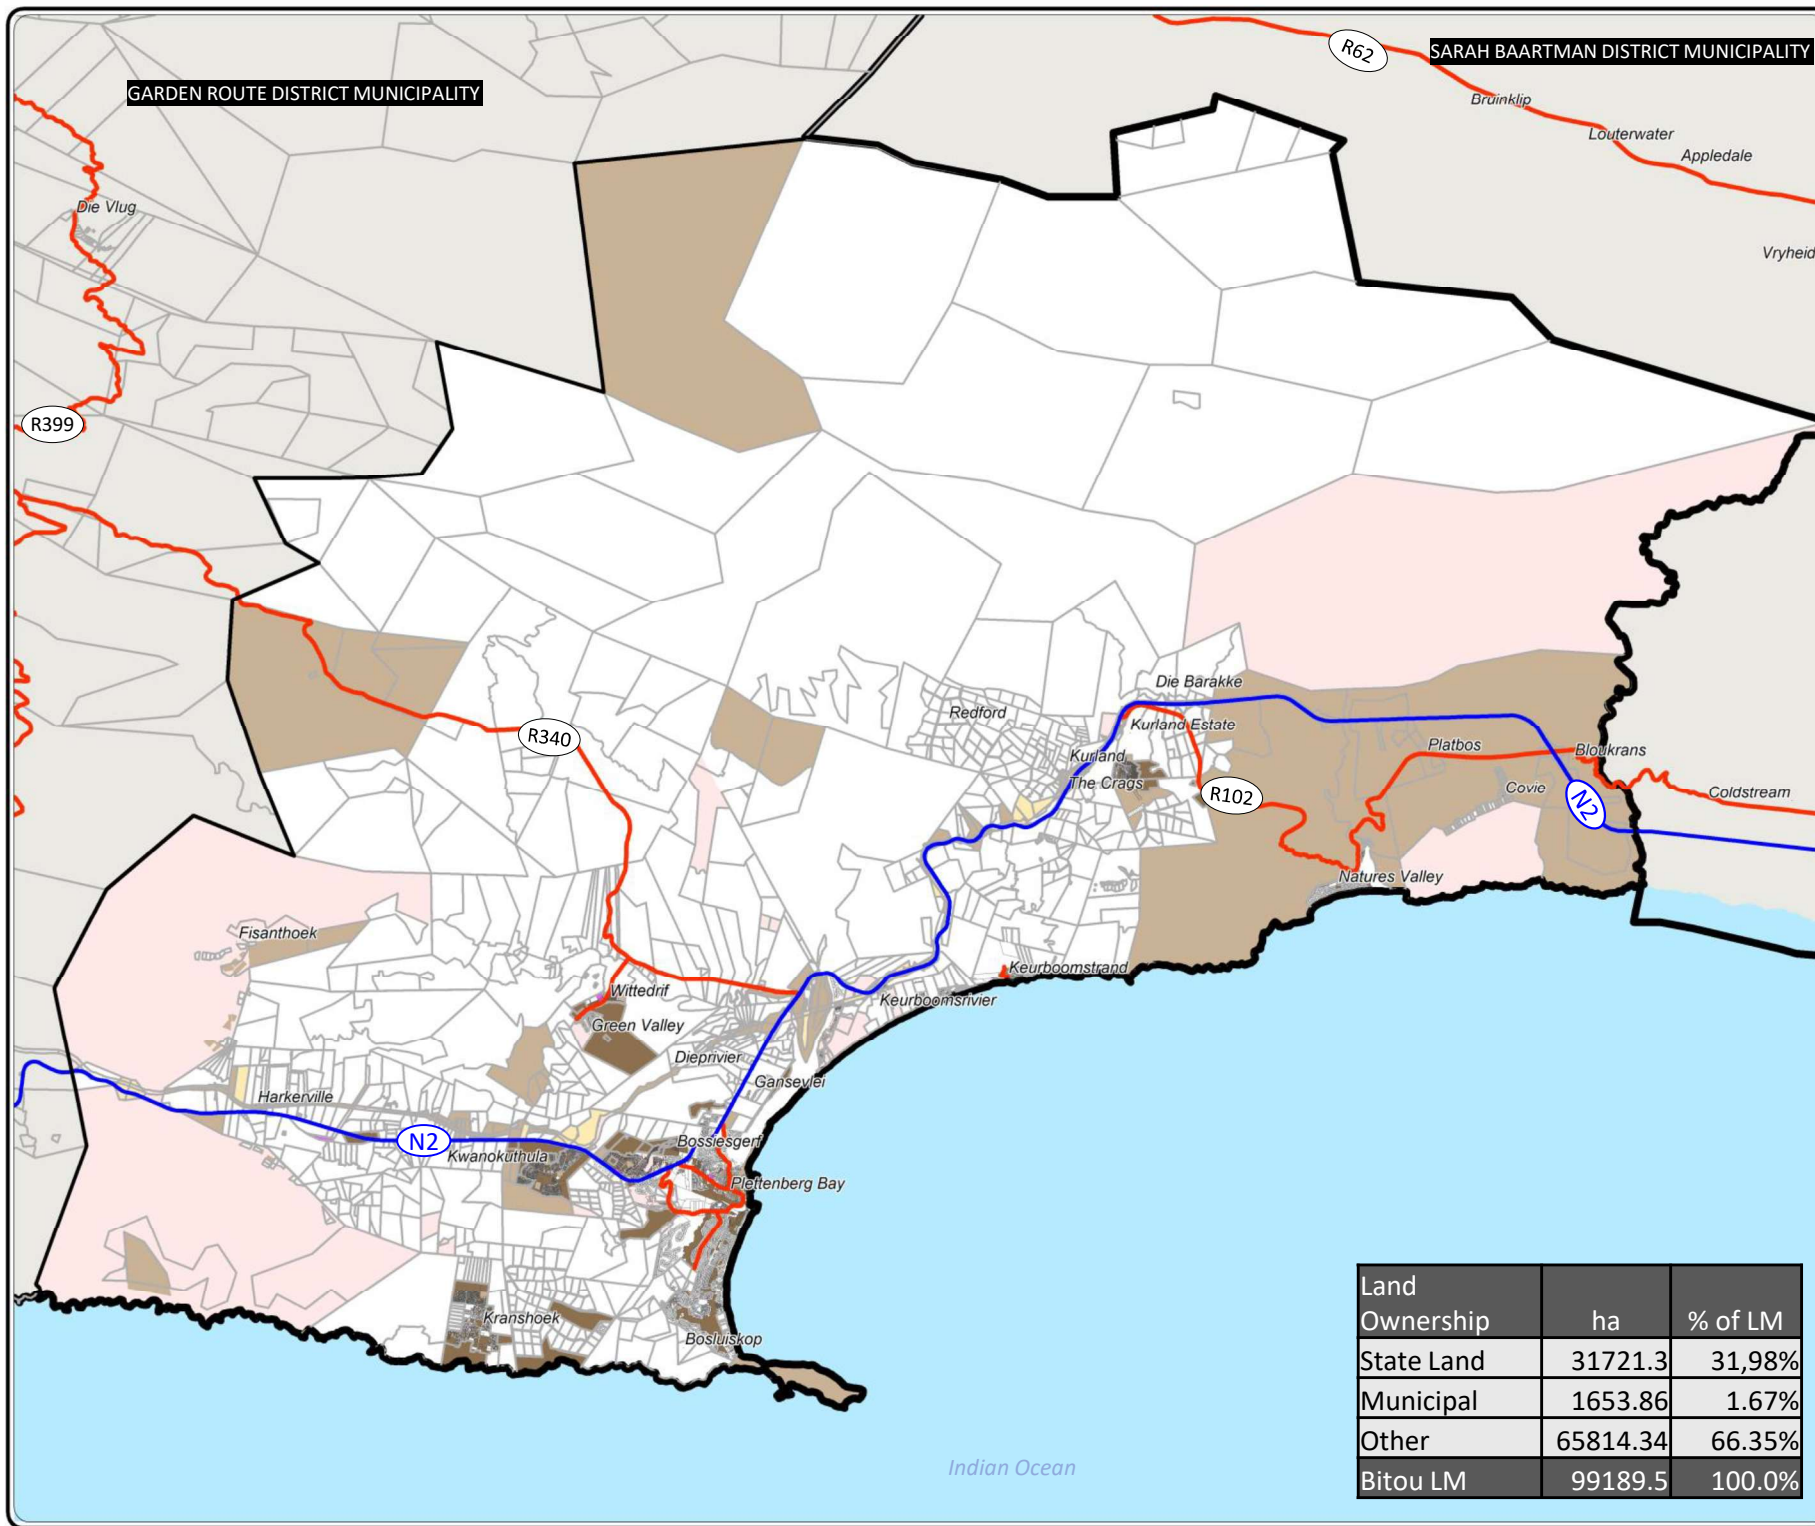 R62
SARAH BAARTMAN DISTRICT MUNICIPALITY
GARDEN ROUTE DISTRICT MUNICIPALITY
Bruinklip
Louterwater
Appledale
Die Vlug
Vryheid
R399
Die Barakke
Redford
Kurland Estate
R340
Platbos
Bloukrans
Kurland
The Crags
Covie
Coldstream
R102
N2
Natures Valley
Fisanthoek
Keurboomstrand
Wittedrif
Keurboomsrivier
Green Valley
Dieprivier
Gansevlei
Harkerville
N2
Bossiesgerf
Kwanokuthula
Plettenberg Bay
Kranshoek
Bosluiskop
Indian Ocean
Land
Ownership ha % of LM
State Land 31721.3 31,98%
Municipal 1653.86 1.67%
Other 65814.34 66.35%
Bitou LM 99189.5 100.0%